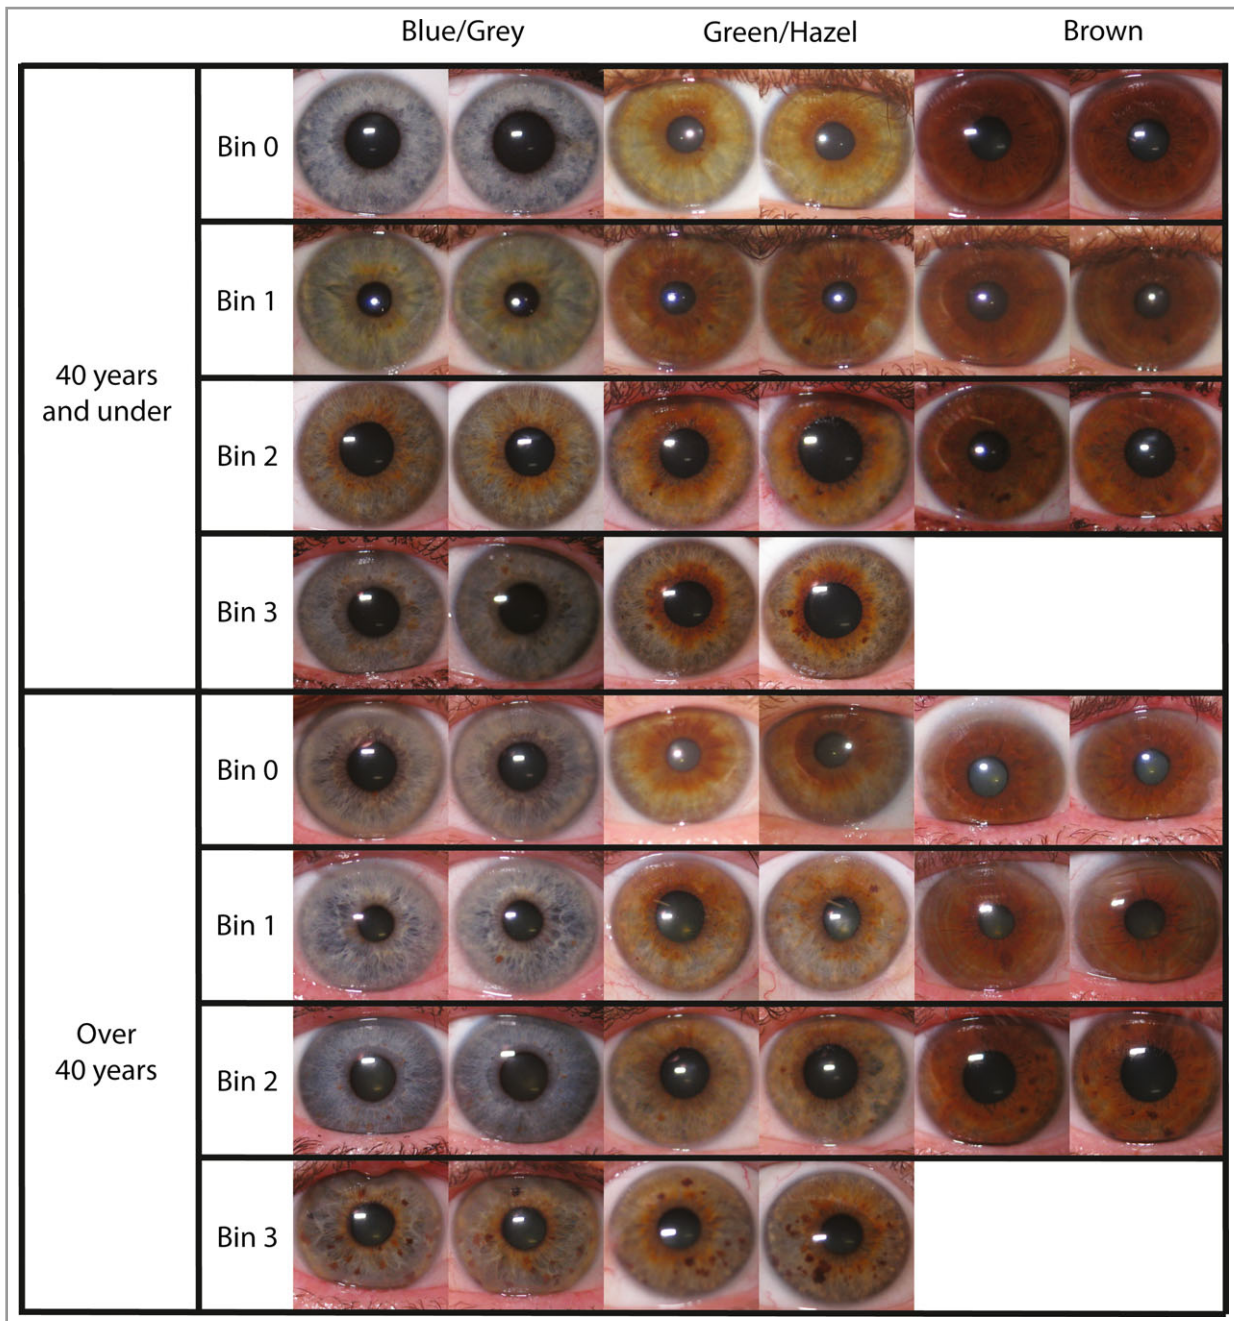 Blue/Grey Green/Hazel Brown
40 years
and under
Bin 0
Bin 1
Bin 2
Bin 3
Over
40 years
Bin 0
Bin 1
Bin 2
Bin 3